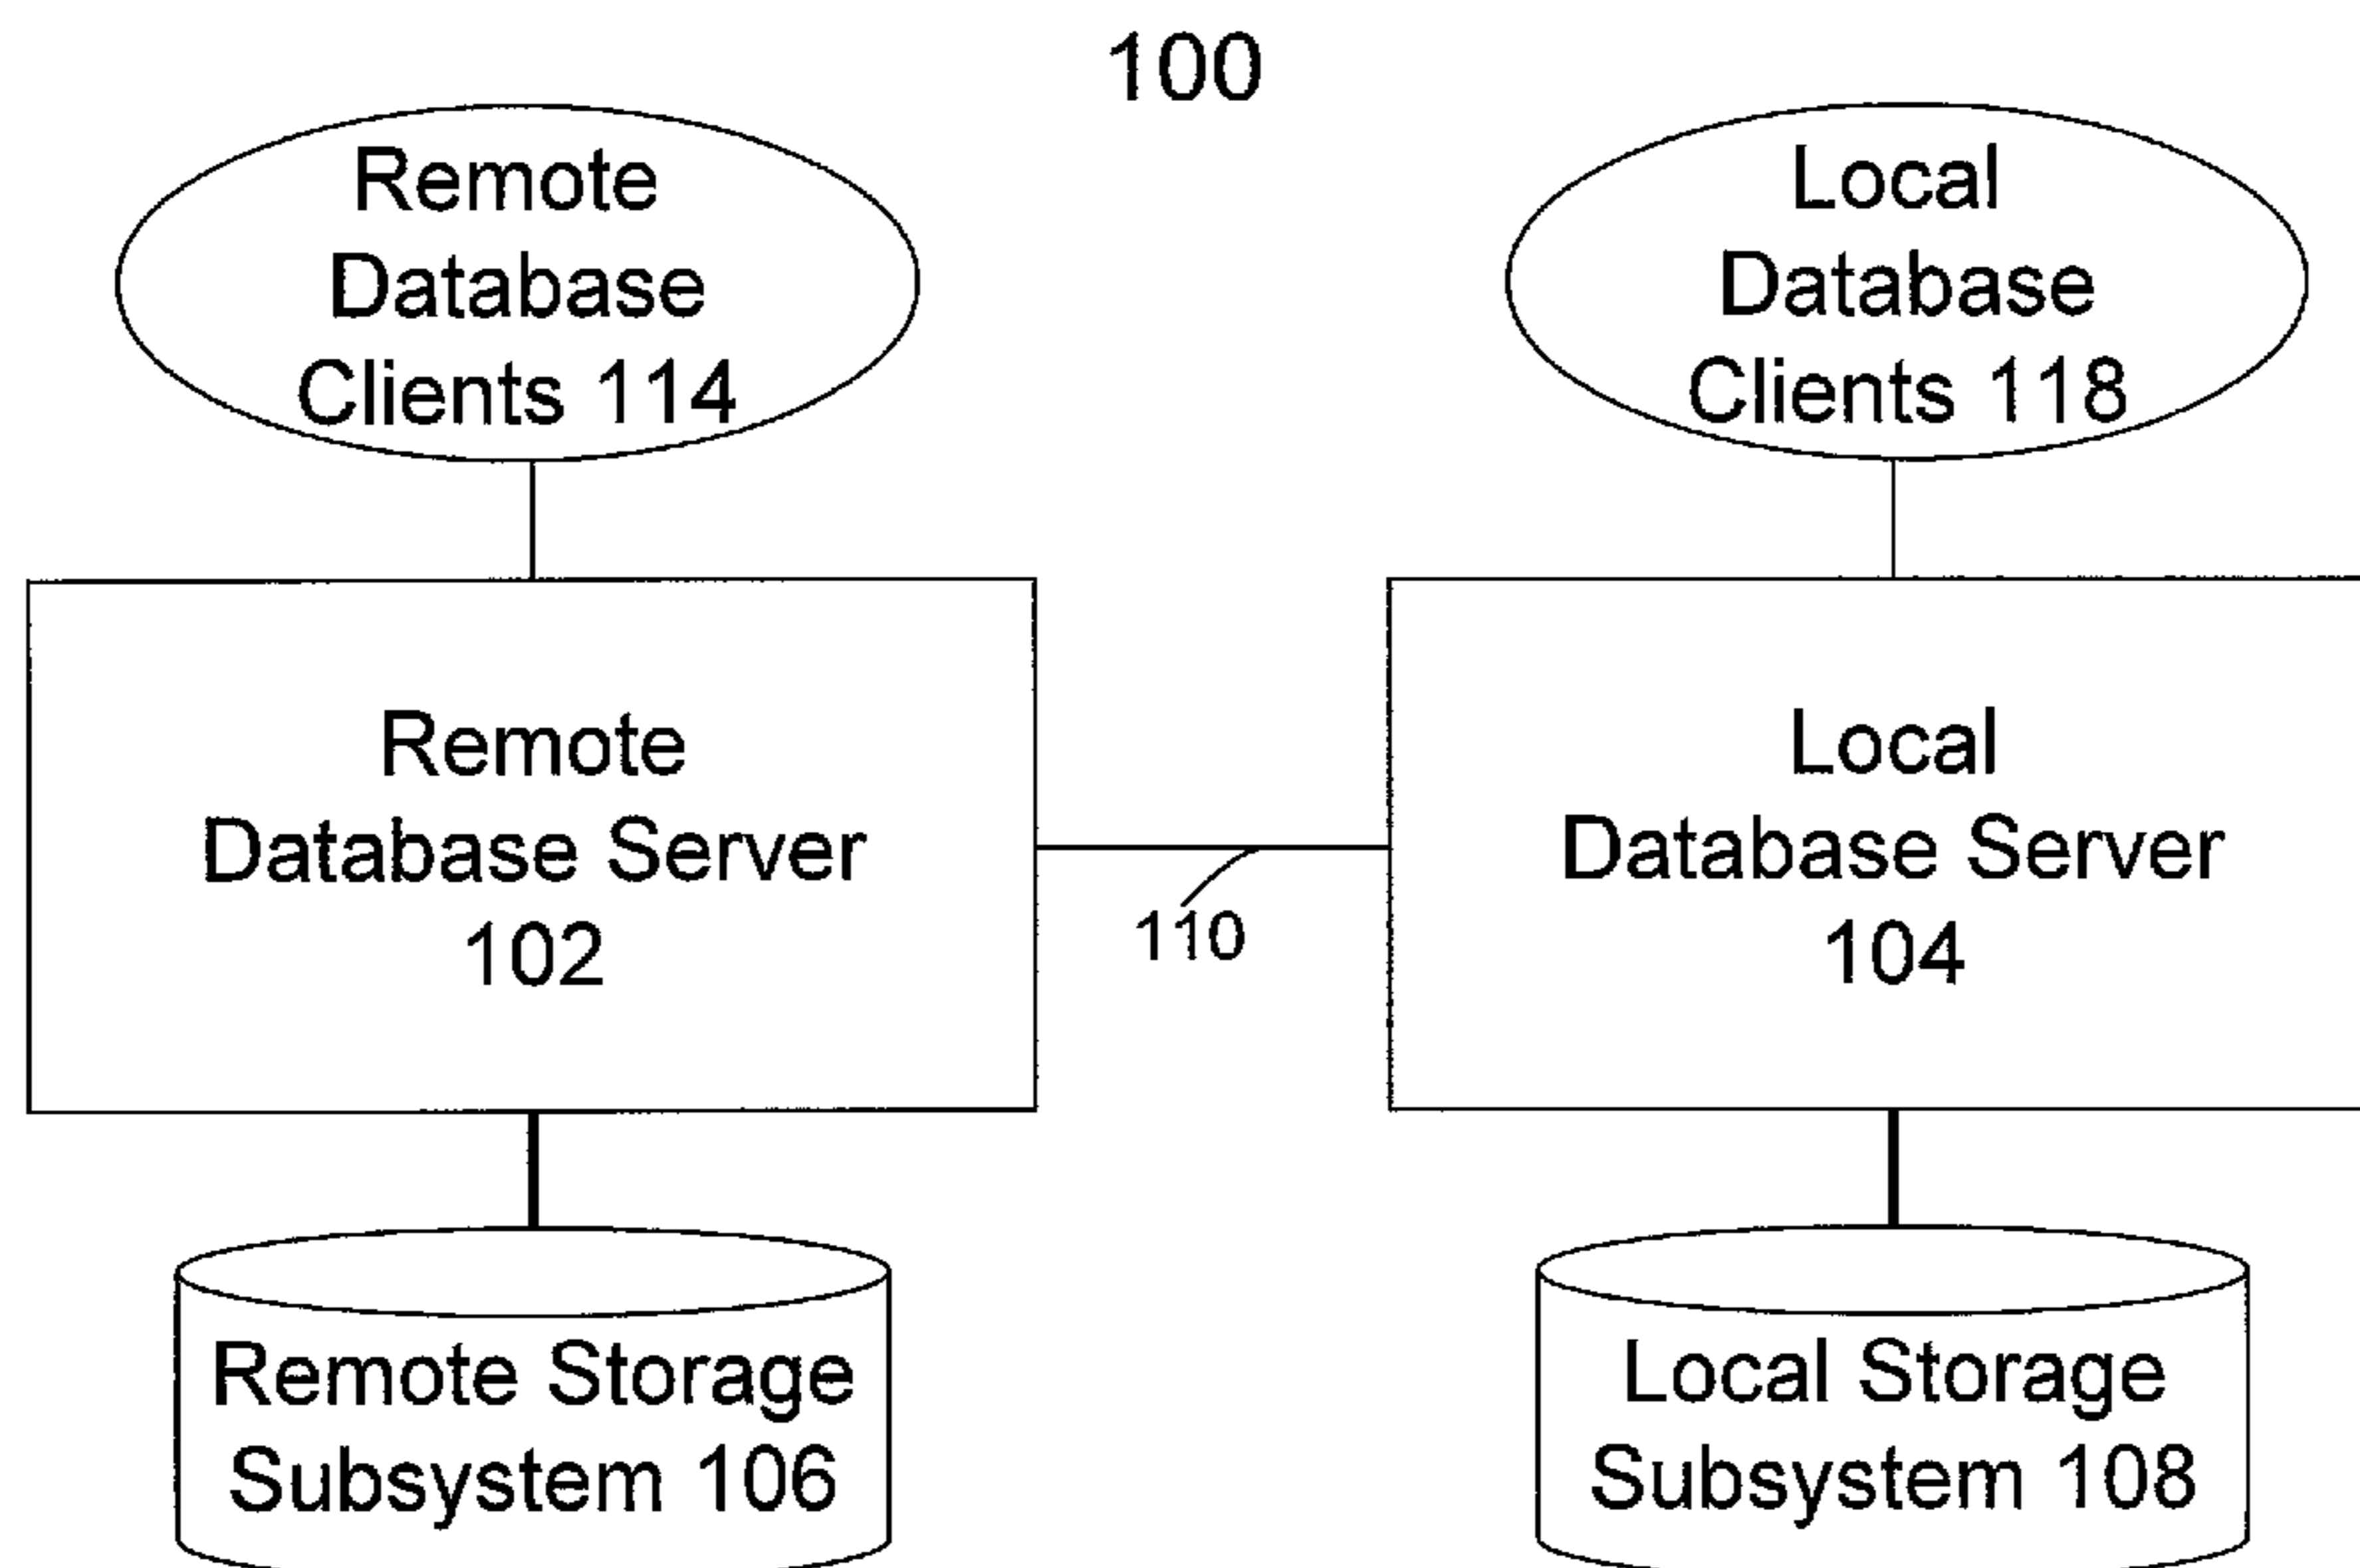 100
Remote
Database
Clients 114
Local
Database
Clients 118
Remote
Database Server
102
110
Local
Database Server
104
Remote Storage
Subsystem 106
Local Storage
Subsystem 108